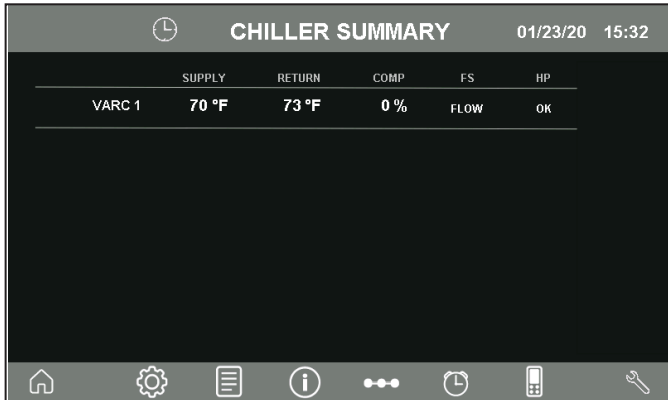 CHILLER SUMMARY 01/23/20 15:32
SUPPLY RETURN COMP FS HP
VARC 1 70 °F 73 °F 0 % FLOW OK